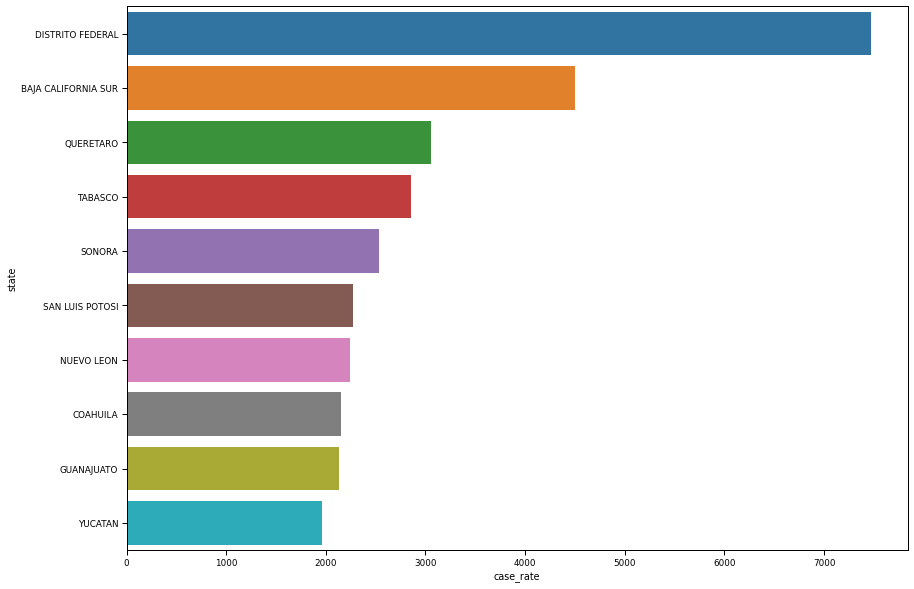 DISTRITO FEDERAL
BAJA CALIFORNIA SUR
QUERETARO
TABASCO
SONORA
SAN LUIS POTOSI
NUEVO LEON
COAHUILA
GUANAJUATO
YUCATAN
state
0 1000 2000 3000 4000 5000 6000 7000
case_rate